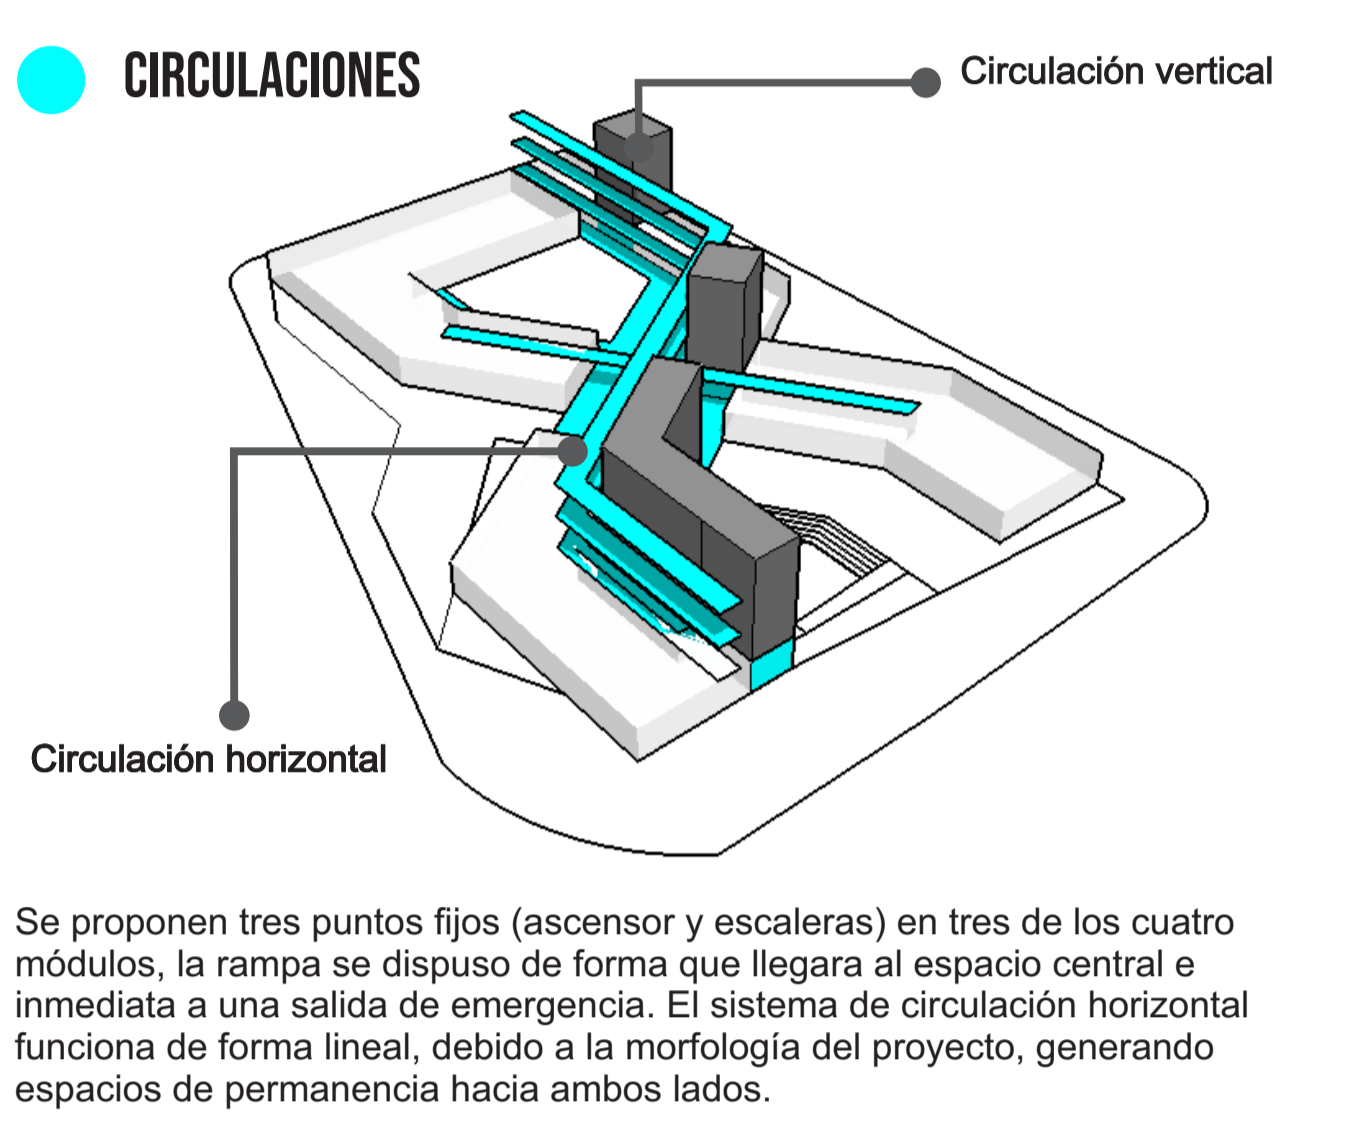 CIRCULACIONES
Circulación vertical
Circulación horizontal
Se proponen tres puntos fijos (ascensor y escaleras) en tres de los cuatro
módulos, la rampa se dispuso de forma que llegara al espacio central e
inmediata a una salida de emergencia. El sistema de circulación horizontal
funciona de forma lineal, debido a la morfología del proyecto, generando
espacios de permanencia hacia ambos lados.